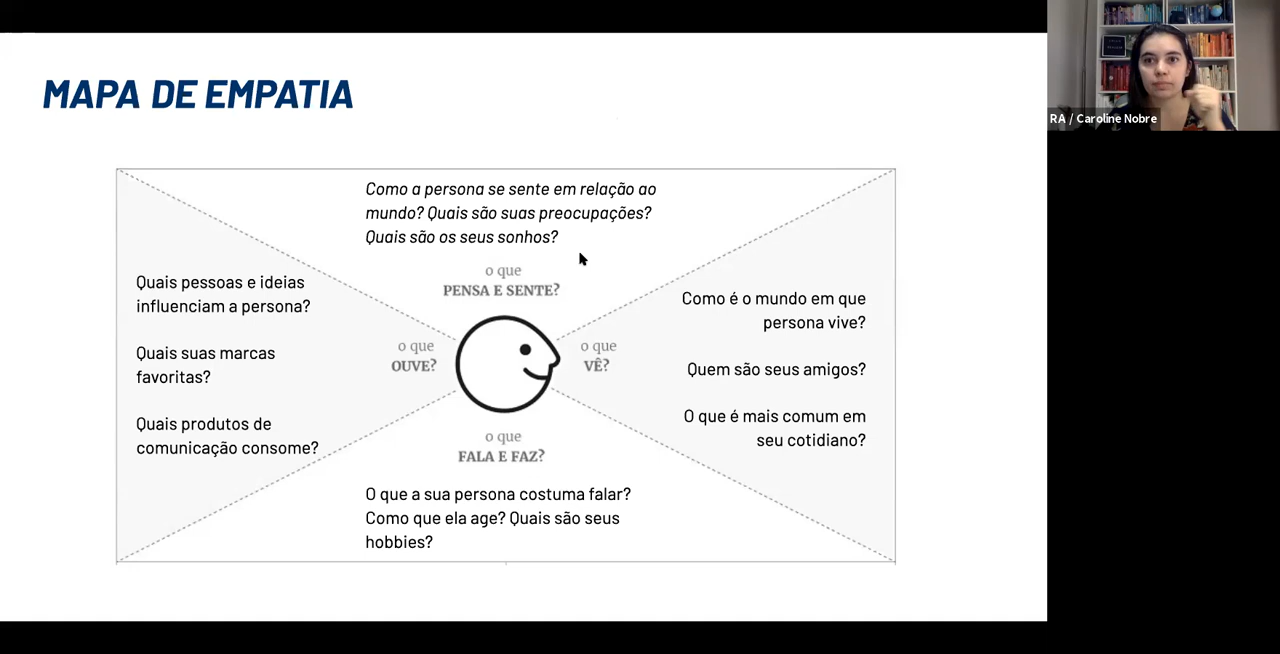 MAPA DE EMPATIA
RA / Caroline Nobre
Como a persona se sente em relação ao
mundo? Quais são suas preocupações?
Quais são os seus sonhos?
o que
PENSA E SENTE?
Quais pessoas e ideias
influenciam a persona?
Quais suas marcas
favoritas?
Quais produtos de
comunicação consome?
o que
OUVE?
o que
VÊ?
Como é o mundo em que
persona vive?
Quem são seus amigos?
O que é mais comum em
seu cotidiano?
o que
FALA E FAZ?
O que a sua persona costuma falar?
Como que ela age? Quais são seus
hobbies?